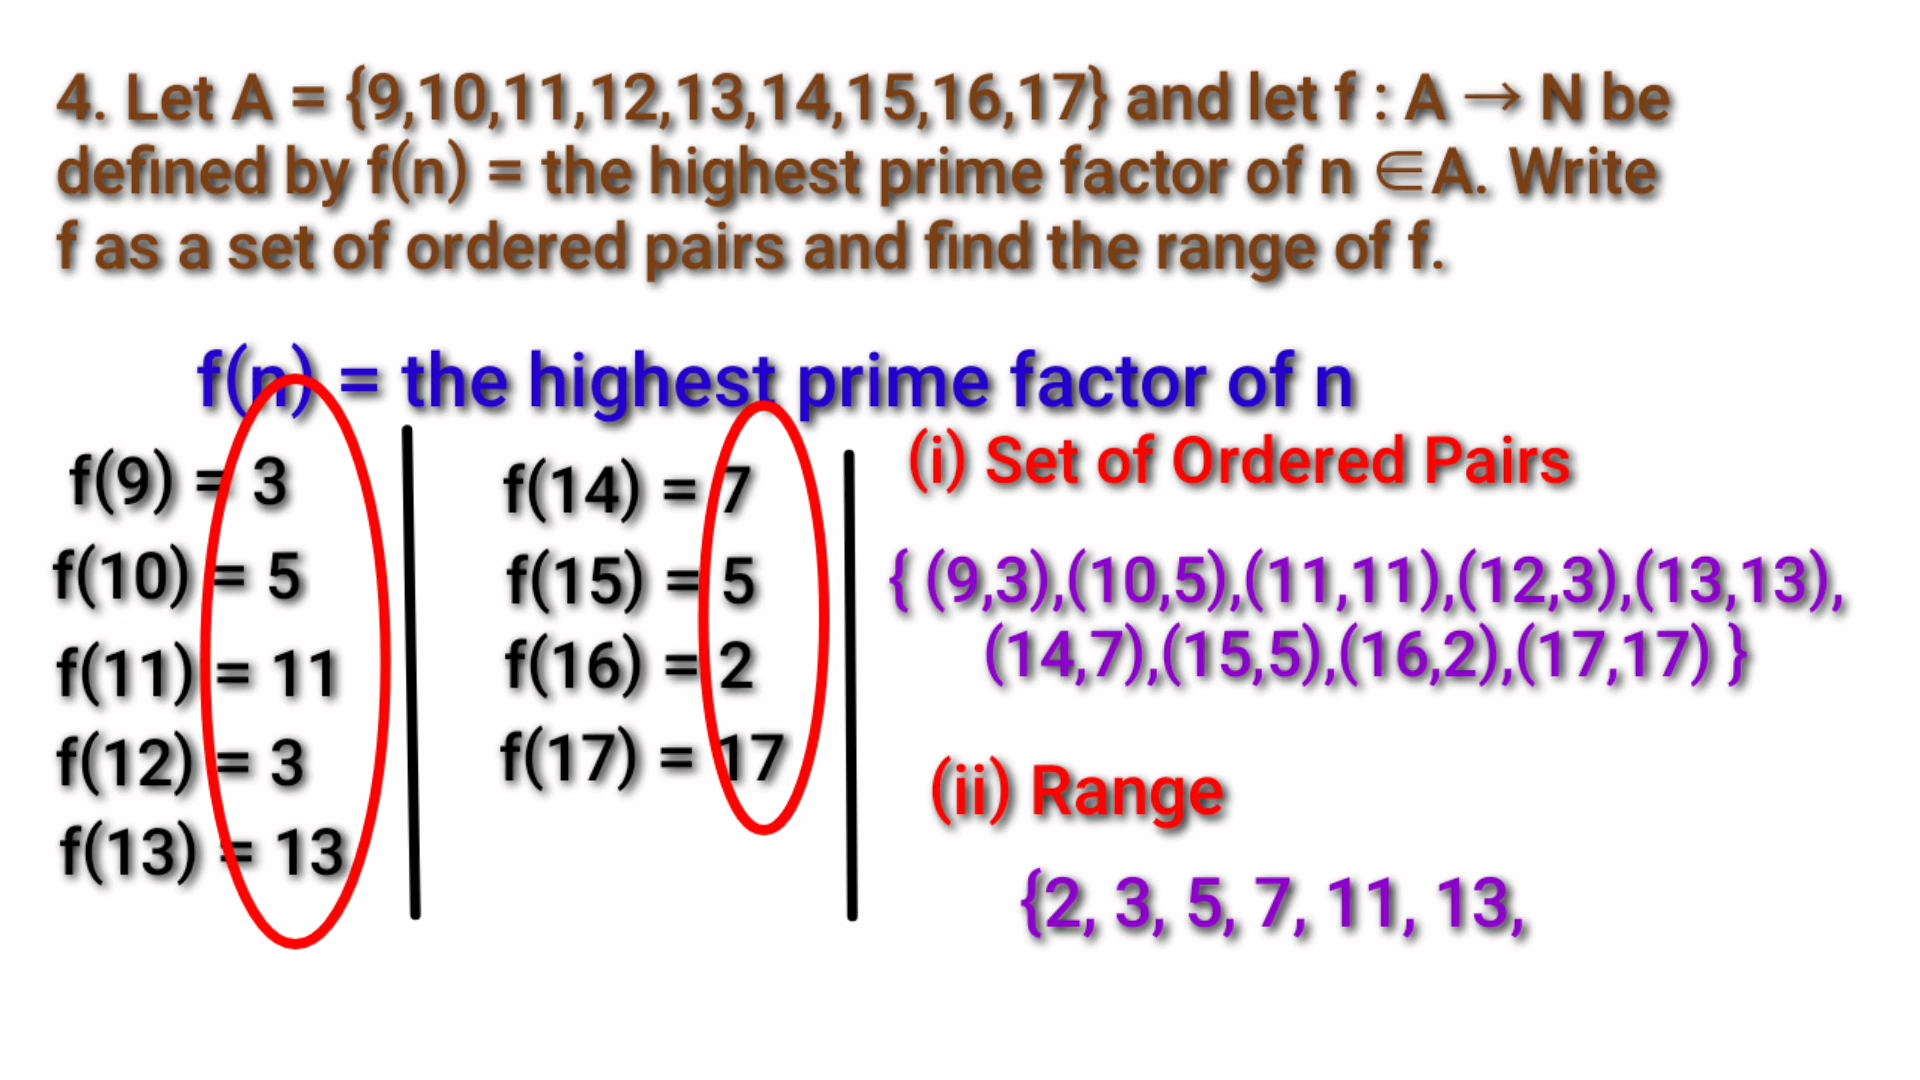 4. Let A = {9,10,11,12,13,14,15,16,17} and let f : A → N be
defined by f(n) = the highest prime factor of n ∈A. Write
f as a set of ordered pairs and find the range of f.
f(n) = the highest prime factor of n
f(9) = 3
f(10) = 5
f(11) = 11
f(12) = 3
f(13) = 13
f(14) = 7
f(15) = 5
f(16) = 2
f(17) = 17
(i) Set of Ordered Pairs
{ (9,3),(10,5),(11,11),(12,3),(13,13),
(14,7),(15,5),(16,2),(17,17) }
(ii) Range
{2, 3, 5, 7, 11, 13,